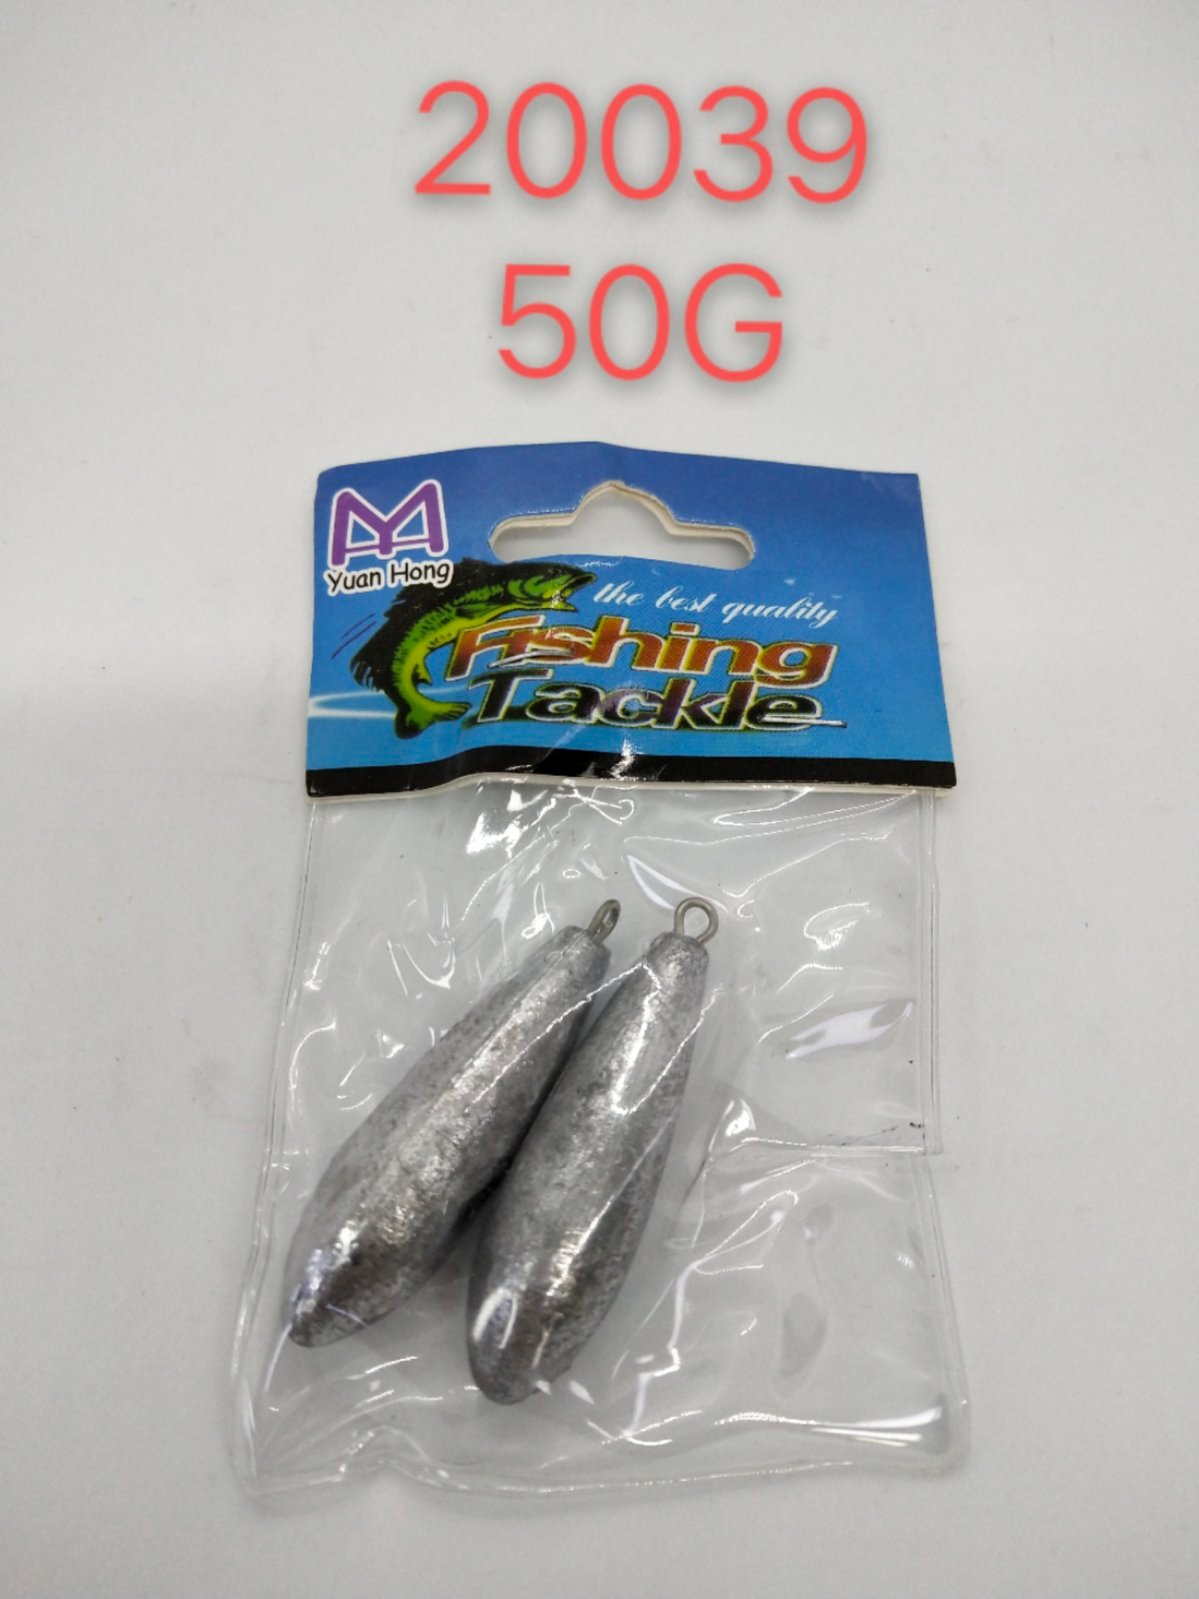 20039
50G
Yuan Hong
the best quality
Fishing
Tackle